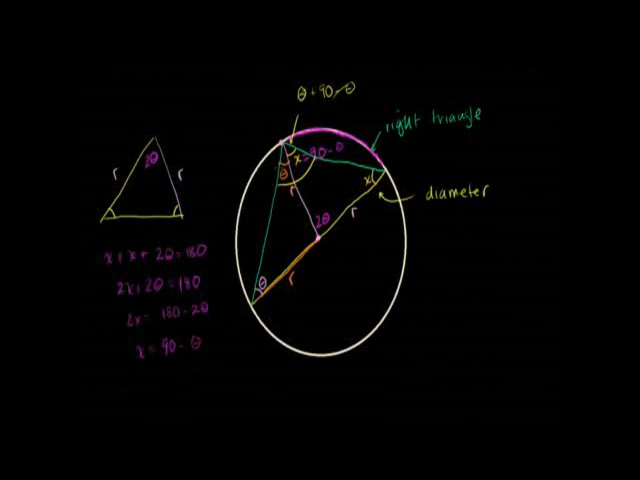 θ + 90 - θ
right triangle
2θ
r
r
x = 90 - θ
θ
x
diameter
r
2θ
r
x + x + 2θ = 180
2x + 2θ = 180
2x = 180 - 2θ
θ
r
x = 90 - θ